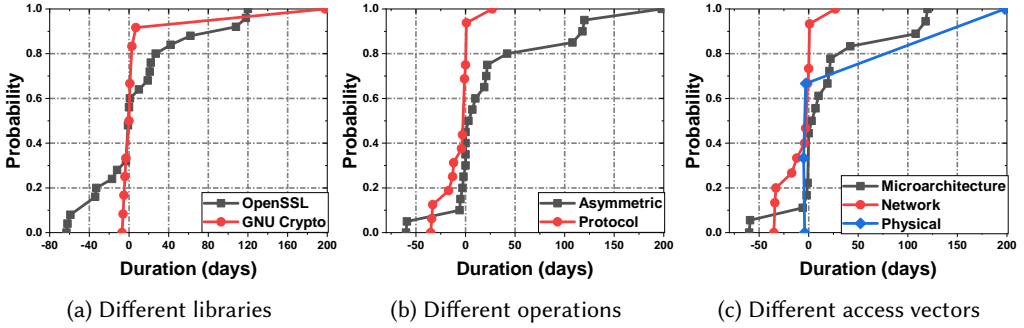 1.0
0.8
0.6
0.4
0.2
0.0
Probability
-80 -40 0 40 80 120 160 200
Duration (days)
OpenSSL
GNU Crypto
(a) Different libraries
1.0
0.8
0.6
0.4
0.2
0.0
Probability
-50 0 50 100 150 200
Duration (days)
Asymmetric
Protocol
(b) Different operations
1.0
0.8
0.6
0.4
0.2
0.0
Probability
-50 0 50 100 150 200
Duration (days)
Microarchitecture
Network
Physical
(c) Different access vectors